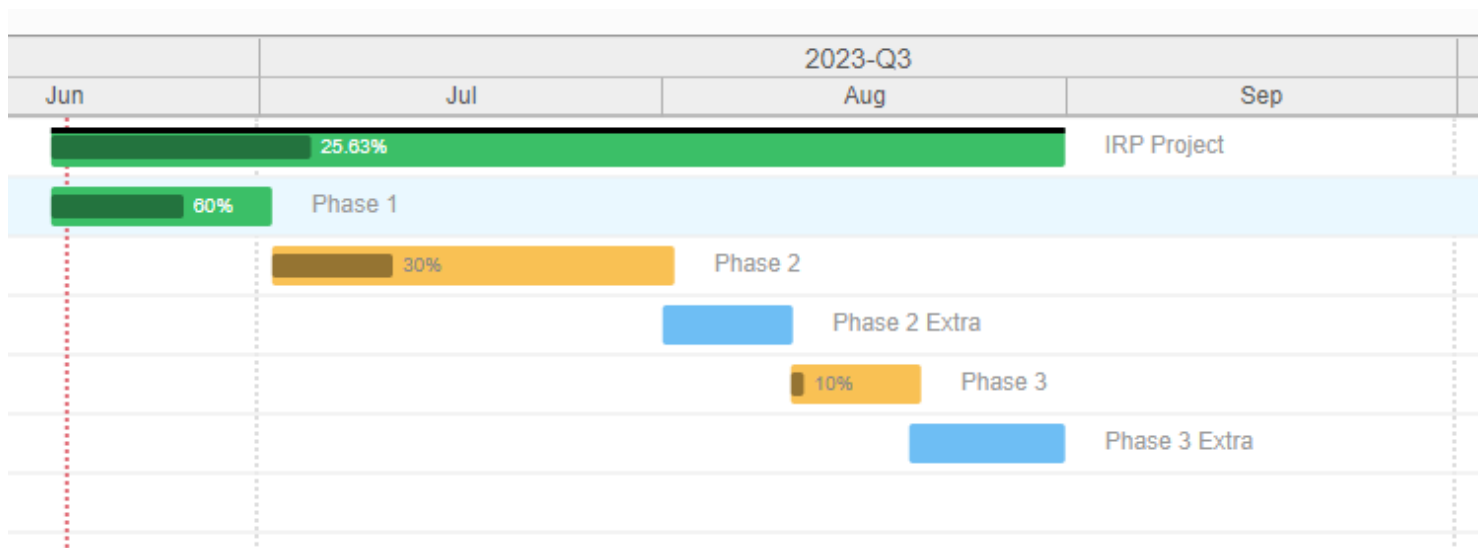 2023-Q3
Jun Jul Aug Sep
25.63% IRP Project
60% Phase 1
30% Phase 2
Phase 2 Extra
10% Phase 3
Phase 3 Extra